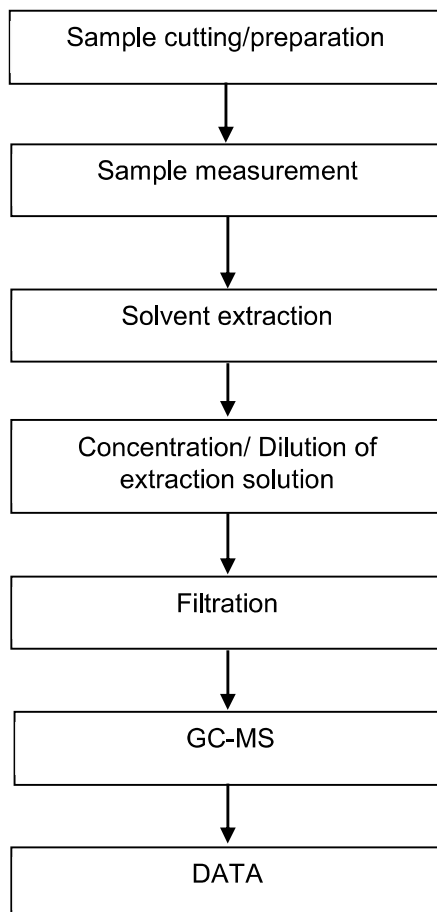 Sample cutting/preparation
Sample measurement
Solvent extraction
Concentration/ Dilution of
extraction solution
Filtration
GC-MS
DATA